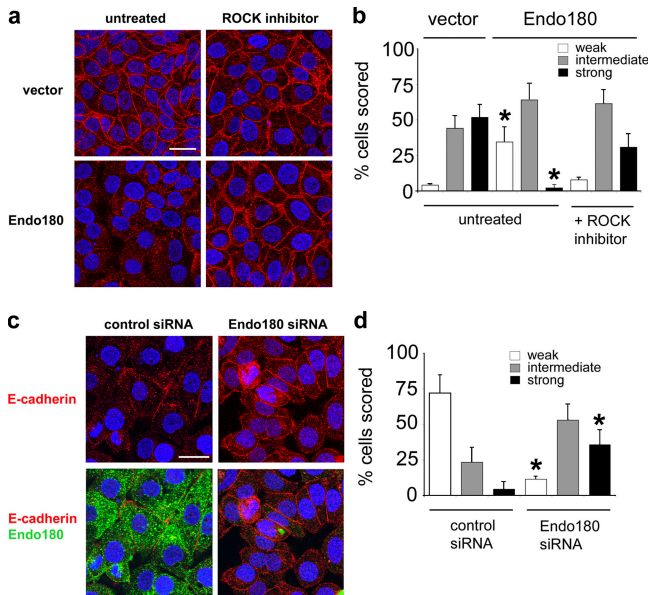 a
untreated
ROCK inhibitor
vector
Endo180
b
vector
Endo180
weak
intermediate
strong
% cells scored
100
75
50
25
0
*
*
untreated
+ ROCK
inhibitor
c
control siRNA
Endo180 siRNA
E-cadherin
E-cadherin
Endo180
d
weak
intermediate
strong
% cells scored
100
75
50
25
0
*
*
control
siRNA
Endo180
siRNA